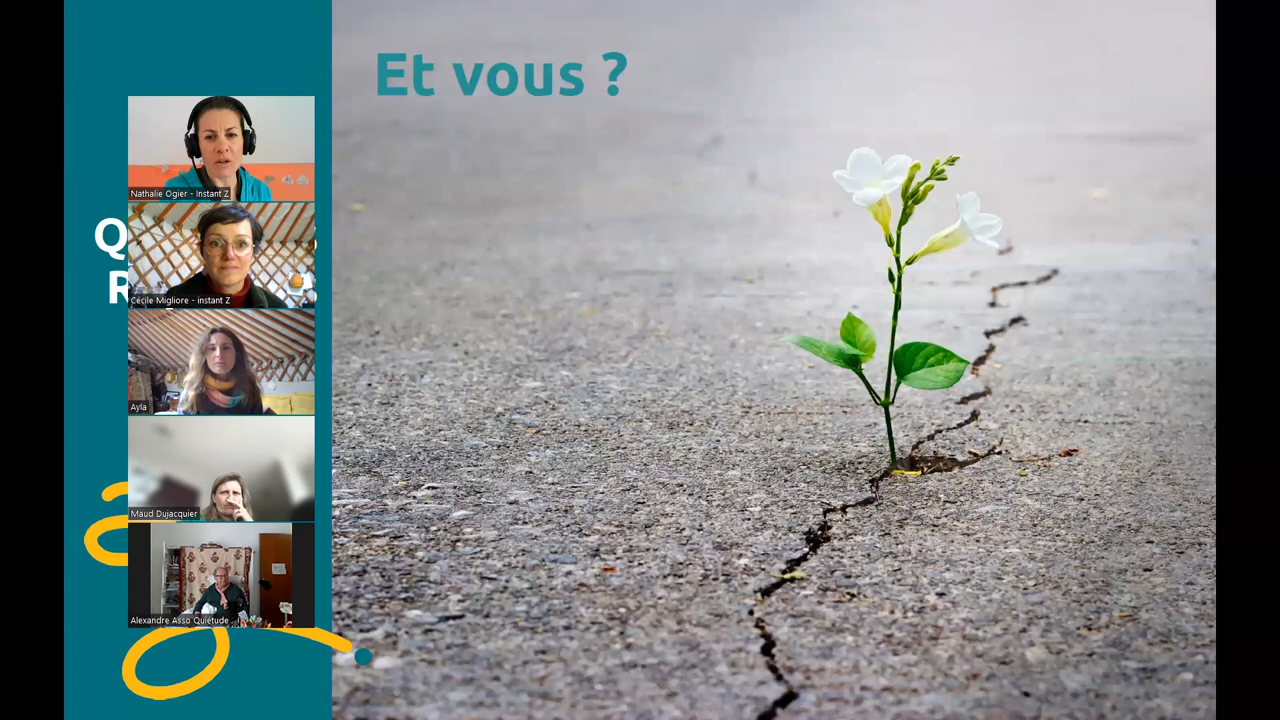 Et vous ?
Nathalie Ogier - Instant Z
Q
Cécile Migliore - instant Z
R
Ayla
Maud Dujacquier
Alexandre Asso Quiétude